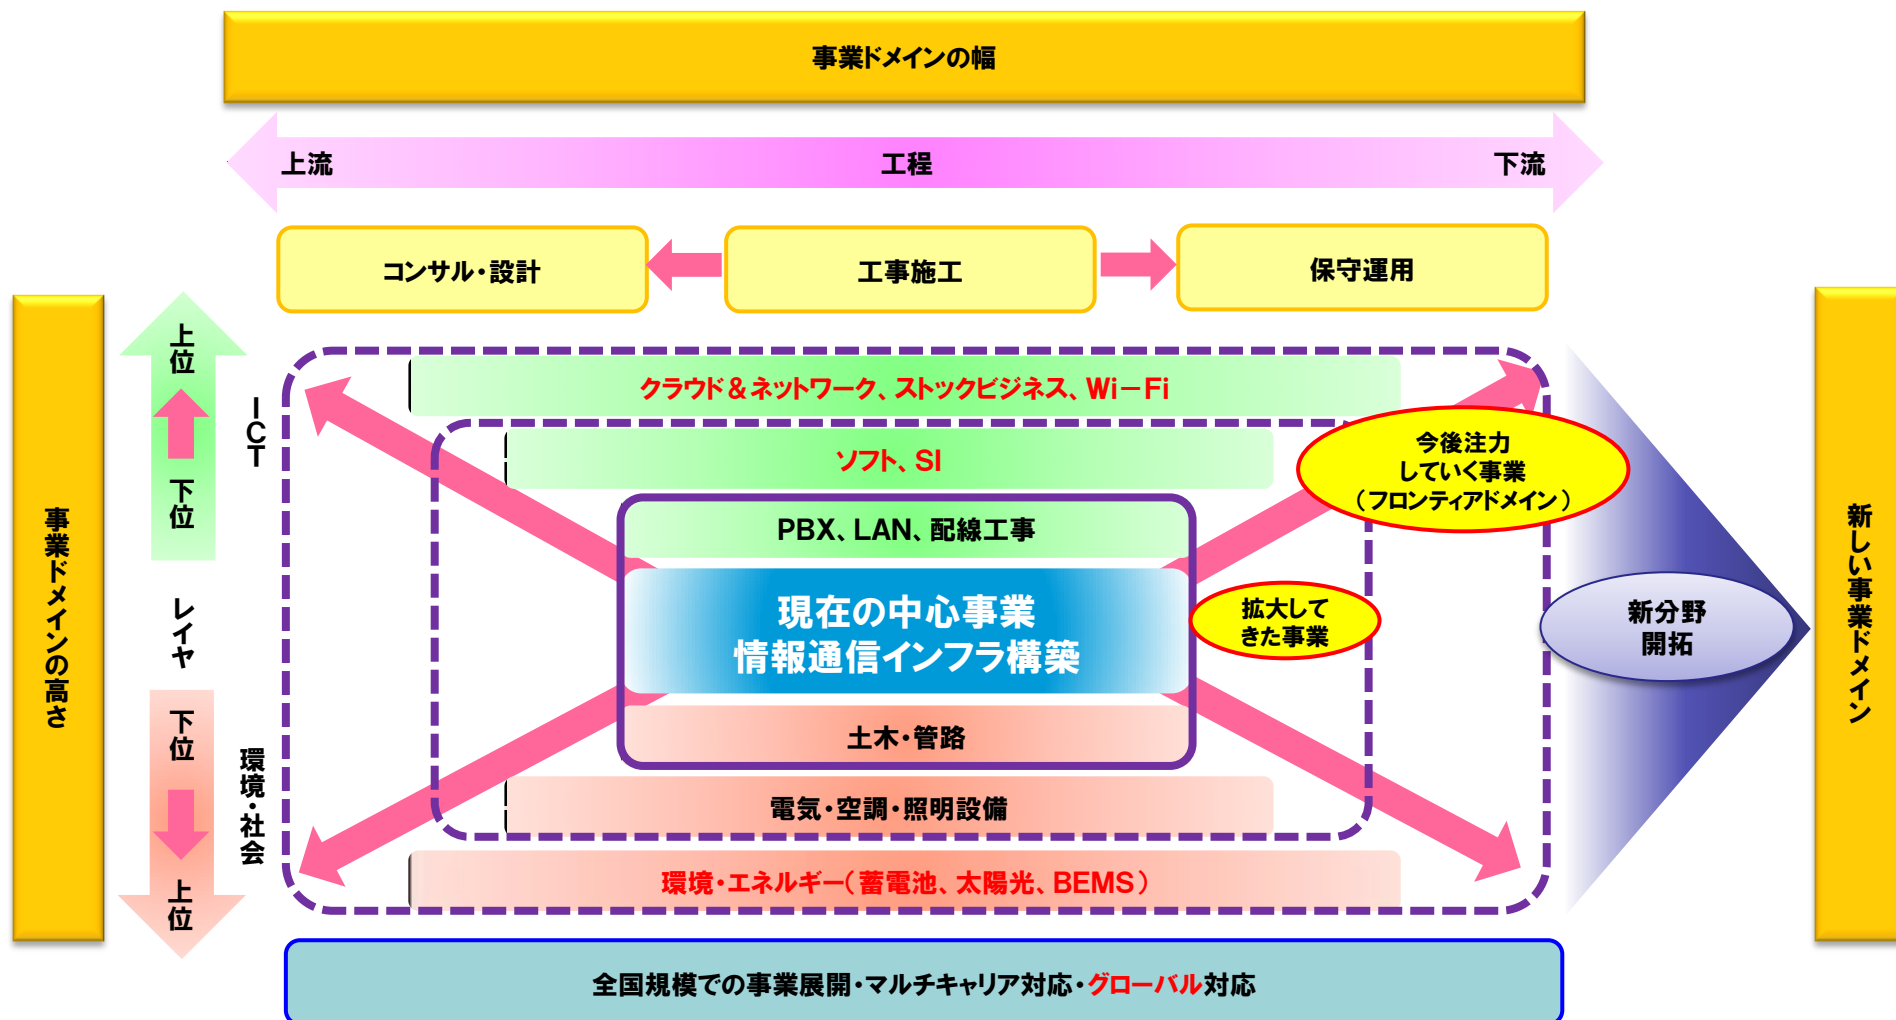 事業ドメインの幅
上流 工程 下流
コンサル・設計 工事施工 保守運用
事業ドメインの高さ
上位
下位
ICT
レイヤ
下位
上位
環境・社会
クラウド&ネットワーク、ストックビジネス、Wi-Fi
ソフト、SI
PBX、LAN、配線工事
現在の中心事業
情報通信インフラ構築
土木・管路
電気・空調・照明設備
環境・エネルギー(蓄電池、太陽光、BEMS)
今後注力
していく事業
(フロンティアドメイン)
拡大して
きた事業
新分野
開拓
新しい事業ドメイン
全国規模での事業展開・マルチキャリア対応・グローバル対応